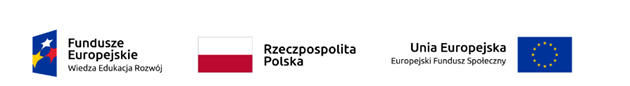 Fundusze
Europejskie
Wiedza Edukacja Rozwój
Rzeczpospolita
Polska
Unia Europejska
Europejski Fundusz Społeczny